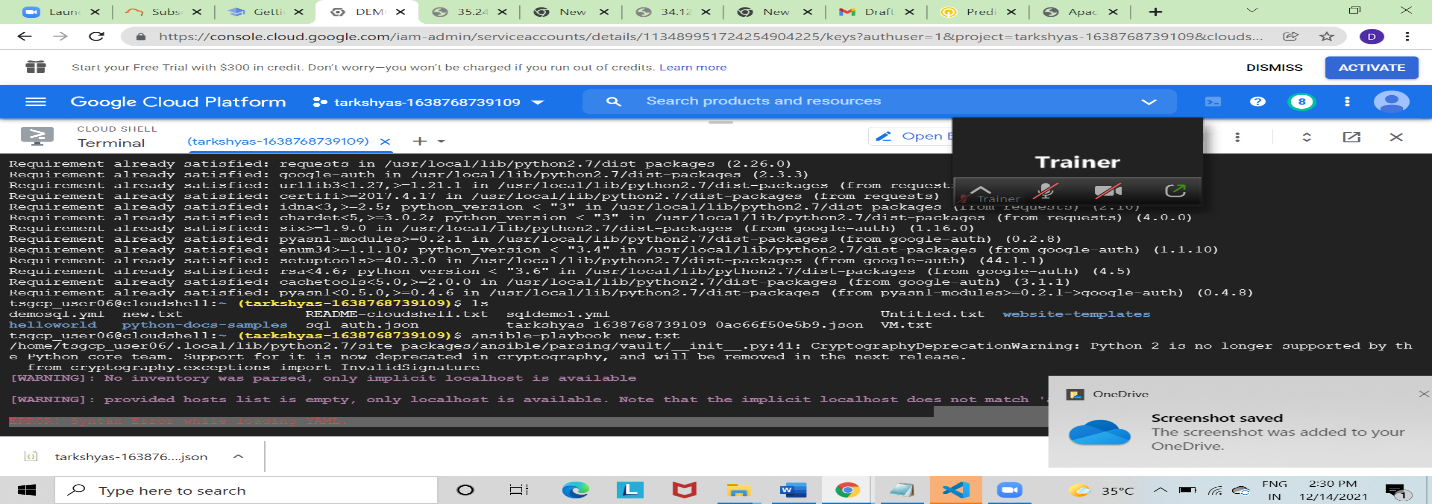 Laun
Subs
Getti
DEM
35.24
New
34.12
New
Draft
Predi
Apac
https://console.cloud.google.com/iam-admin/serviceaccounts/details/113489951724254904225/keys?authuser=1&project=tarkshyas-1638768739109&clouds...
D
Start your Free Trial with $300 in credit. Don't worry—you won't be charged if you run out of credits. Learn more
DISMISS
ACTIVATE
Google Cloud Platform
tarkshyas-1638768739109
Search products and resources
8
CLOUD SHELL
Terminal
(tarkshyas-1638768739109)
Open E
Trainer
Trainer
Requirement already satisfied: requests in /usr/local/lib/python2.7/dist-packages (2.26.0)
Requirement already satisfied: google-auth in /usr/local/lib/python2.7/dist-packages (2.3.3)
Requirement already satisfied: urllib3<1.27,>=1.21.1 in /usr/local/lib/python2.7/dist-packages (from request
Requirement already satisfied: certifi>=2017.4.17 in /usr/local/lib/python2.7/dist-packages (from requests)
Requirement already satisfied: idna<3,>=2.5; python_version < "3" in /usr/local/lib/python2.7/dist-packages (from requests) (2.10)
Requirement already satisfied: chardet<5,>=3.0.2; python_version < "3" in /usr/local/lib/python2.7/dist-packages (from requests) (4.0.0)
Requirement already satisfied: six>=1.9.0 in /usr/local/lib/python2.7/dist-packages (from google-auth) (1.16.0)
Requirement already satisfied: pyasn1-modules>=0.2.1 in /usr/local/lib/python2.7/dist-packages (from google-auth) (0.2.8)
Requirement already satisfied: enum34>=1.1.10; python_version < "3.4" in /usr/local/lib/python2.7/dist-packages (from google-auth) (1.1.10)
Requirement already satisfied: setuptools>=40.3.0 in /usr/local/lib/python2.7/dist-packages (from google-auth) (44.1.1)
Requirement already satisfied: rsa<4.6; python_version < "3.6" in /usr/local/lib/python2.7/dist-packages (from google-auth) (4.5)
Requirement already satisfied: cachetools<5.0,>=2.0.0 in /usr/local/lib/python2.7/dist-packages (from google-auth) (3.1.1)
Requirement already satisfied: pyasn1<0.5.0,>=0.4.6 in /usr/local/lib/python2.7/dist-packages (from pyasn1-modules>=0.2.1->google-auth) (0.4.8)
tsgcp_user06@cloudshell:~ (tarkshyas-1638768739109)$ ls
demosql.yml new.txt README-cloudshell.txt sqldemo1.yml Untitled.txt website-templates
helloworld python-docs-samples sql_auth.json tarkshyas-1638768739109-0ac66f50e5b9.json VM.txt
tsgcp_user06@cloudshell:~ (tarkshyas-1638768739109)$ ansible-playbook new.txt
/home/tsgcp_user06/.local/lib/python2.7/site-packages/ansible/parsing/vault/__init__.py:41: CryptographyDeprecationWarning: Python 2 is no longer supported by th
e Python core team. Support for it is now deprecated in cryptography, and will be removed in the next release.
from cryptography.exceptions import InvalidSignature
[WARNING]: No inventory was parsed, only implicit localhost is available
[WARNING]: provided hosts list is empty, only localhost is available. Note that the implicit localhost does not match '
ERROR! Syntax Error while loading YAML.
OneDrive
Screenshot saved
The screenshot was added to your
OneDrive.
tarkshyas-163876....json
Type here to search
35°C
ENG
IN
2:30 PM
12/14/2021
1